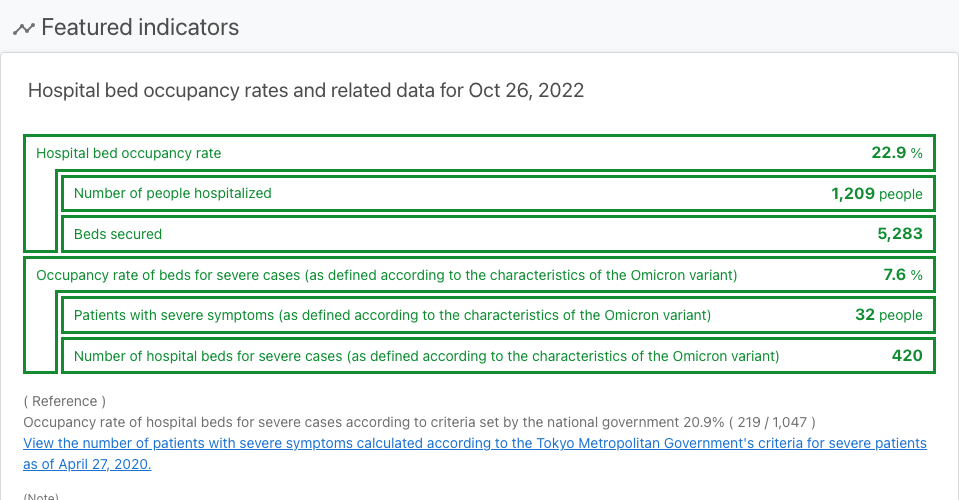 Featured indicators
Hospital bed occupancy rates and related data for Oct 26, 2022
Hospital bed occupancy rate 22.9 %
Number of people hospitalized 1,209 people
Beds secured 5,283
Occupancy rate of beds for severe cases (as defined according to the characteristics of the Omicron variant) 7.6 %
Patients with severe symptoms (as defined according to the characteristics of the Omicron variant) 32 people
Number of hospital beds for severe cases (as defined according to the characteristics of the Omicron variant) 420
( Reference )
Occupancy rate of hospital beds for severe cases according to criteria set by the national government 20.9% ( 219 / 1,047 )
View the number of patients with severe symptoms calculated according to the Tokyo Metropolitan Government's criteria for severe patients
as of April 27, 2020.
(Note)